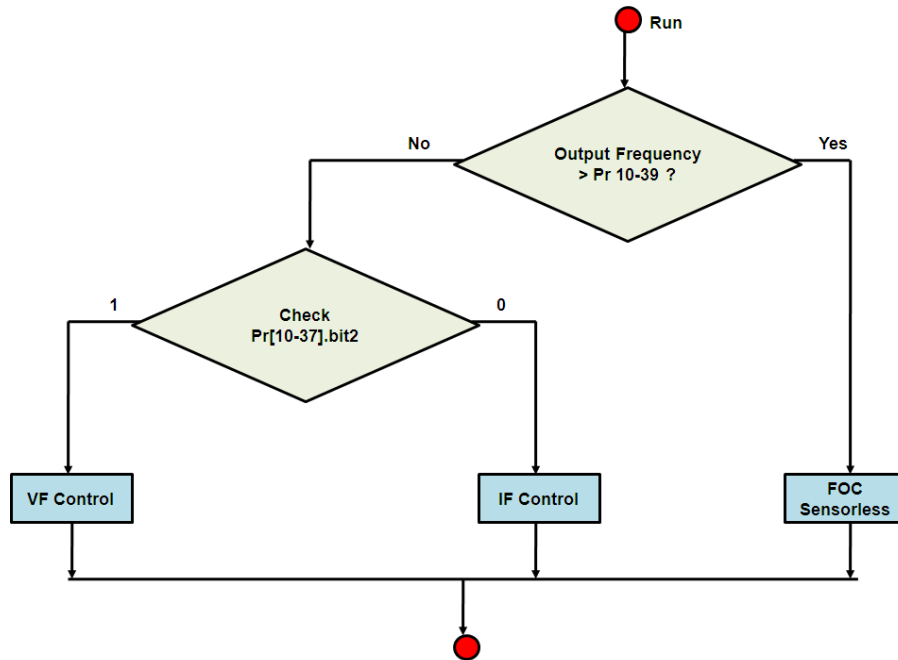 Run
Output Frequency
> Pr 10-39 ?
No
Yes
Check
Pr[10-37].bit2
1
0
VF Control
IF Control
FOC
Sensorless